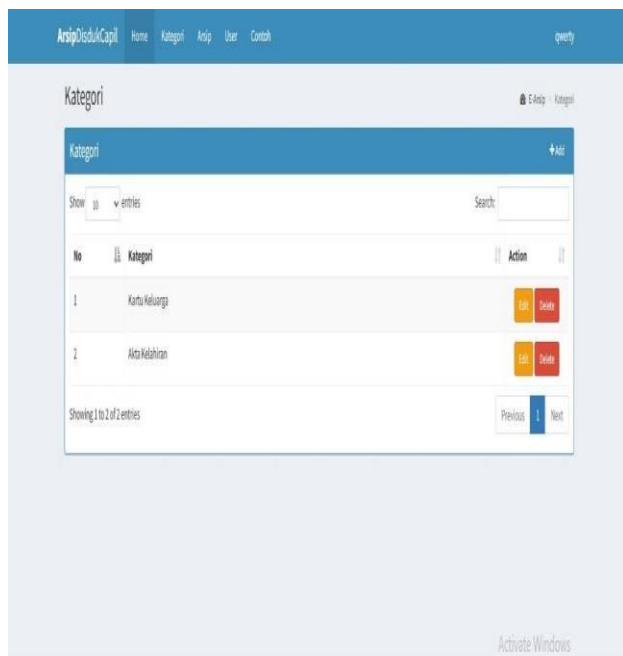 ArsipDisdukCapil Home Kategori Arsip User Contoh qwerty
Kategori E-Arsip > Kategori
Kategori +Add
Show 10 entries Search:
No Kategori Action
1 Kartu Keluarga Edit Delete
2 Akta Kelahiran Edit Delete
Showing 1 to 2 of 2 entries Previous 1 Next
Activate Windows